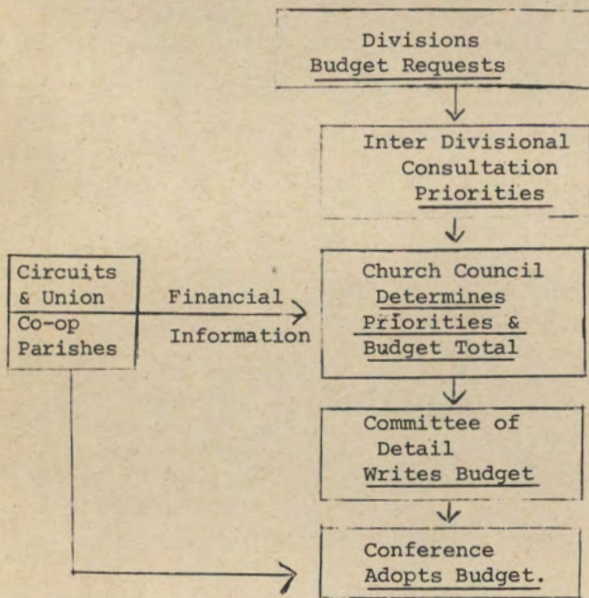 Divisions
Budget Requests
Inter Divisional
Consultation
Priorities
Circuits
& Union
Co-op
Parishes
Financial
Information
Church Council
Determines
Priorities &
Budget Total
Committee of
Detail
Writes Budget
Conference
Adopts Budget.